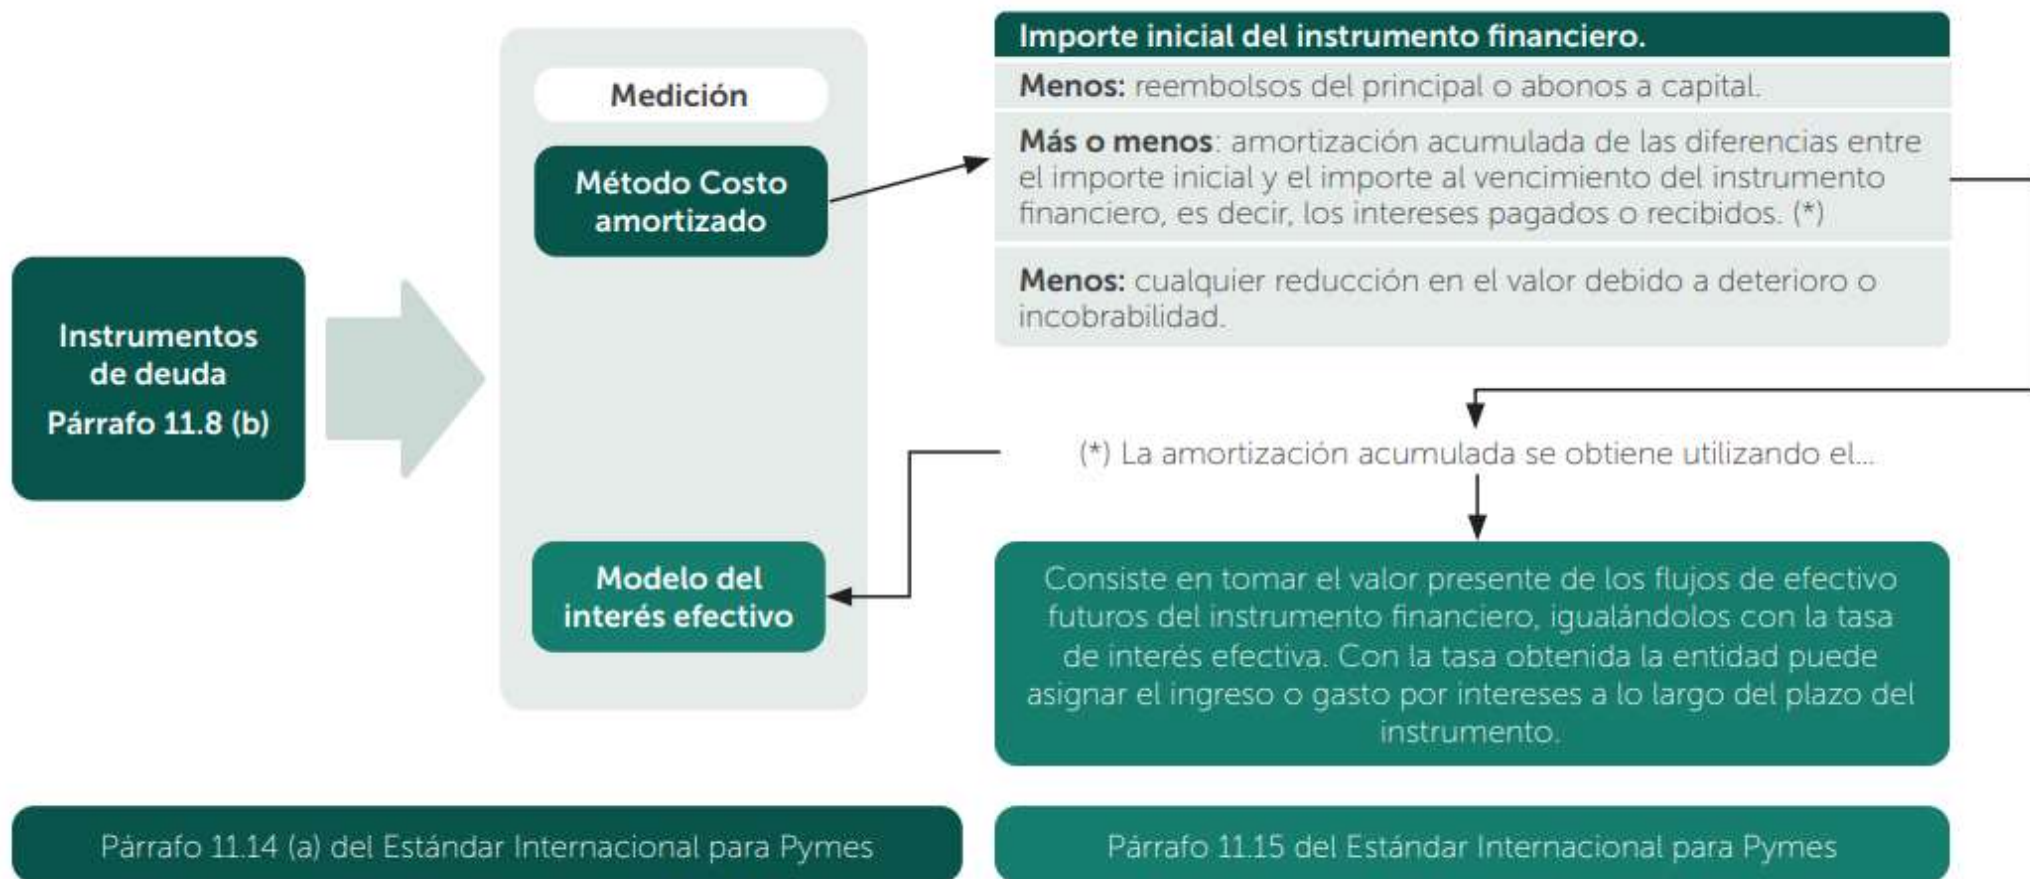 Instrumentos
de deuda
Párrafo 11.8 (b)
Medición
Método Costo
amortizado
Importe inicial del instrumento financiero.
Menos: reembolsos del principal o abonos a capital.
Más o menos: amortización acumulada de las diferencias entre
el importe inicial y el importe al vencimiento del instrumento
financiero, es decir, los intereses pagados o recibidos. (*)
Menos: cualquier reducción en el valor debido a deterioro o
incobrabilidad.
(*) La amortización acumulada se obtiene utilizando el...
Modelo del
interés efectivo
Consiste en tomar el valor presente de los flujos de efectivo
futuros del instrumento financiero, igualándolos con la tasa
de interés efectiva. Con la tasa obtenida la entidad puede
asignar el ingreso o gasto por intereses a lo largo del plazo del
instrumento.
Párrafo 11.14 (a) del Estándar Internacional para Pymes
Párrafo 11.15 del Estándar Internacional para Pymes